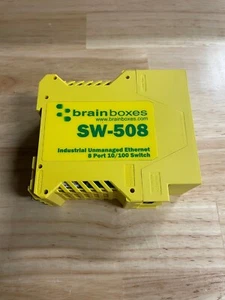 brainboxes
www.brainboxes.com
SW-508
Industrial Unmanaged Ethernet
8 Port 10/100 Switch